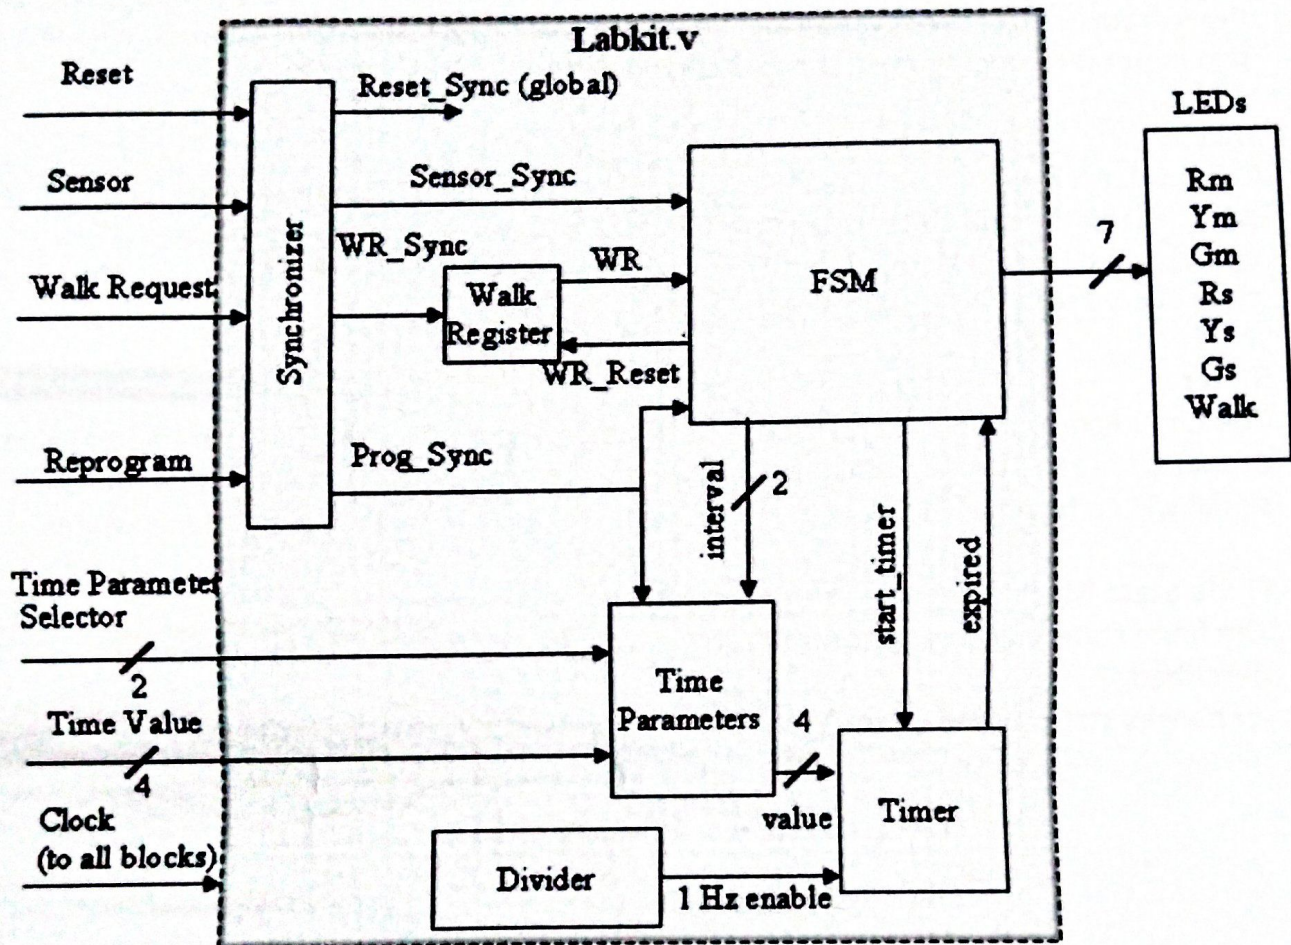 Labkit.v
Reset
Reset_Sync (global)
LEDs
Sensor
Sensor_Sync
Rm
Ym
Gm
Rs
Ys
Gs
Walk
7
WR_Sync
WR
Walk Request
Walk
Register
FSM
Synchronizer
WR_Reset
Reprogram
Prog_Sync
interval
2
start_timer
expired
Time Parameter
Selector
2
Time
Parameters
Time Value
4
4
value
Timer
Clock
(to all blocks)
Divider
1 Hz enable